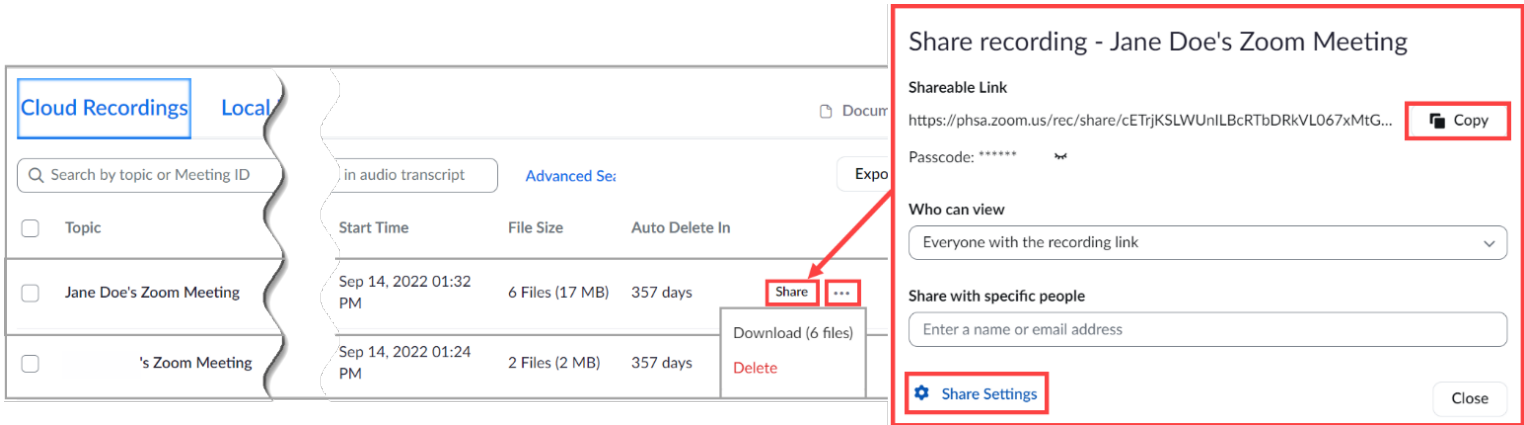 Cloud Recordings Local
Docum
Search by topic or Meeting ID in audio transcript Advanced Sea Expo
Topic Start Time File Size Auto Delete In
Jane Doe's Zoom Meeting Sep 14, 2022 01:32 PM 6 Files (17 MB) 357 days Share ...
Download (6 files)
Delete
's Zoom Meeting Sep 14, 2022 01:24 PM 2 Files (2 MB) 357 days
Share recording - Jane Doe's Zoom Meeting
Shareable Link
https://phsa.zoom.us/rec/share/cETrjKSLWUnILBcRTbDRkVL067xMtG... Copy
Passcode: ******
Who can view
Everyone with the recording link
Share with specific people
Enter a name or email address
Share Settings Close